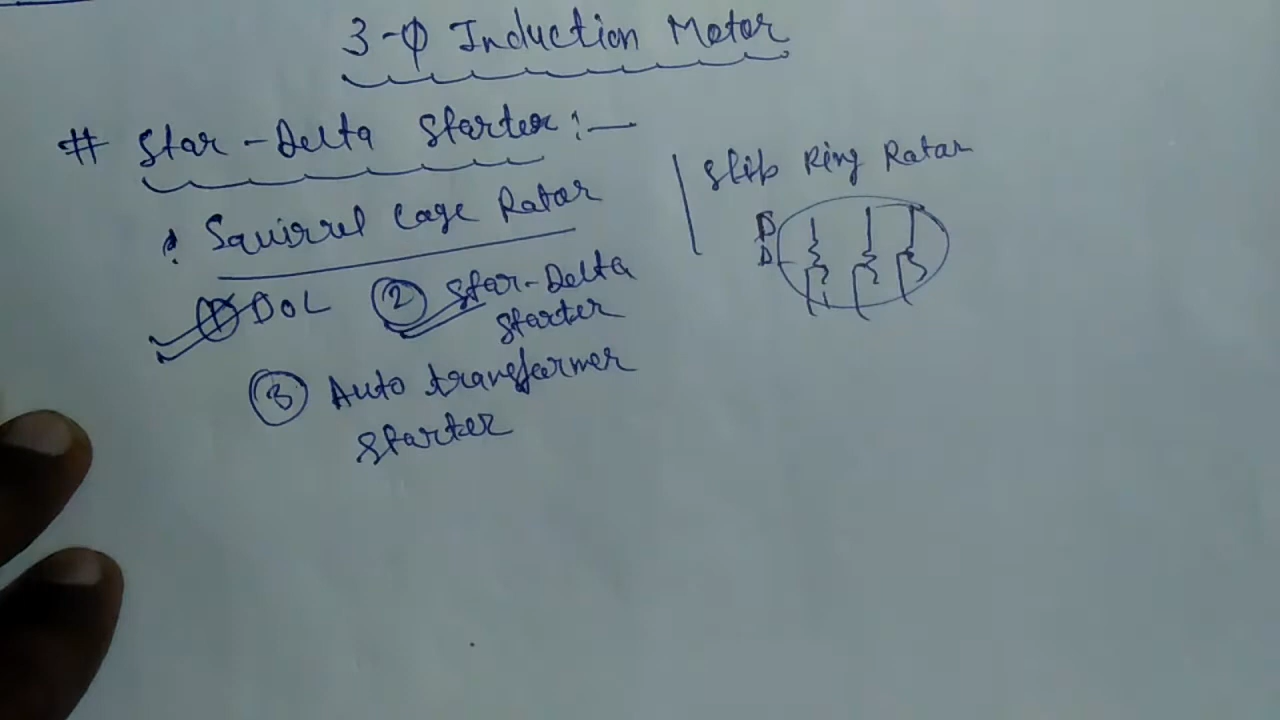 3-Φ Induction Motor
# Star-Delta Starter :—
Squirrel Cage Rotor
① DOL ② Star-Delta
Starter
③ Auto transformer
Starter
Slip Ring Rotor